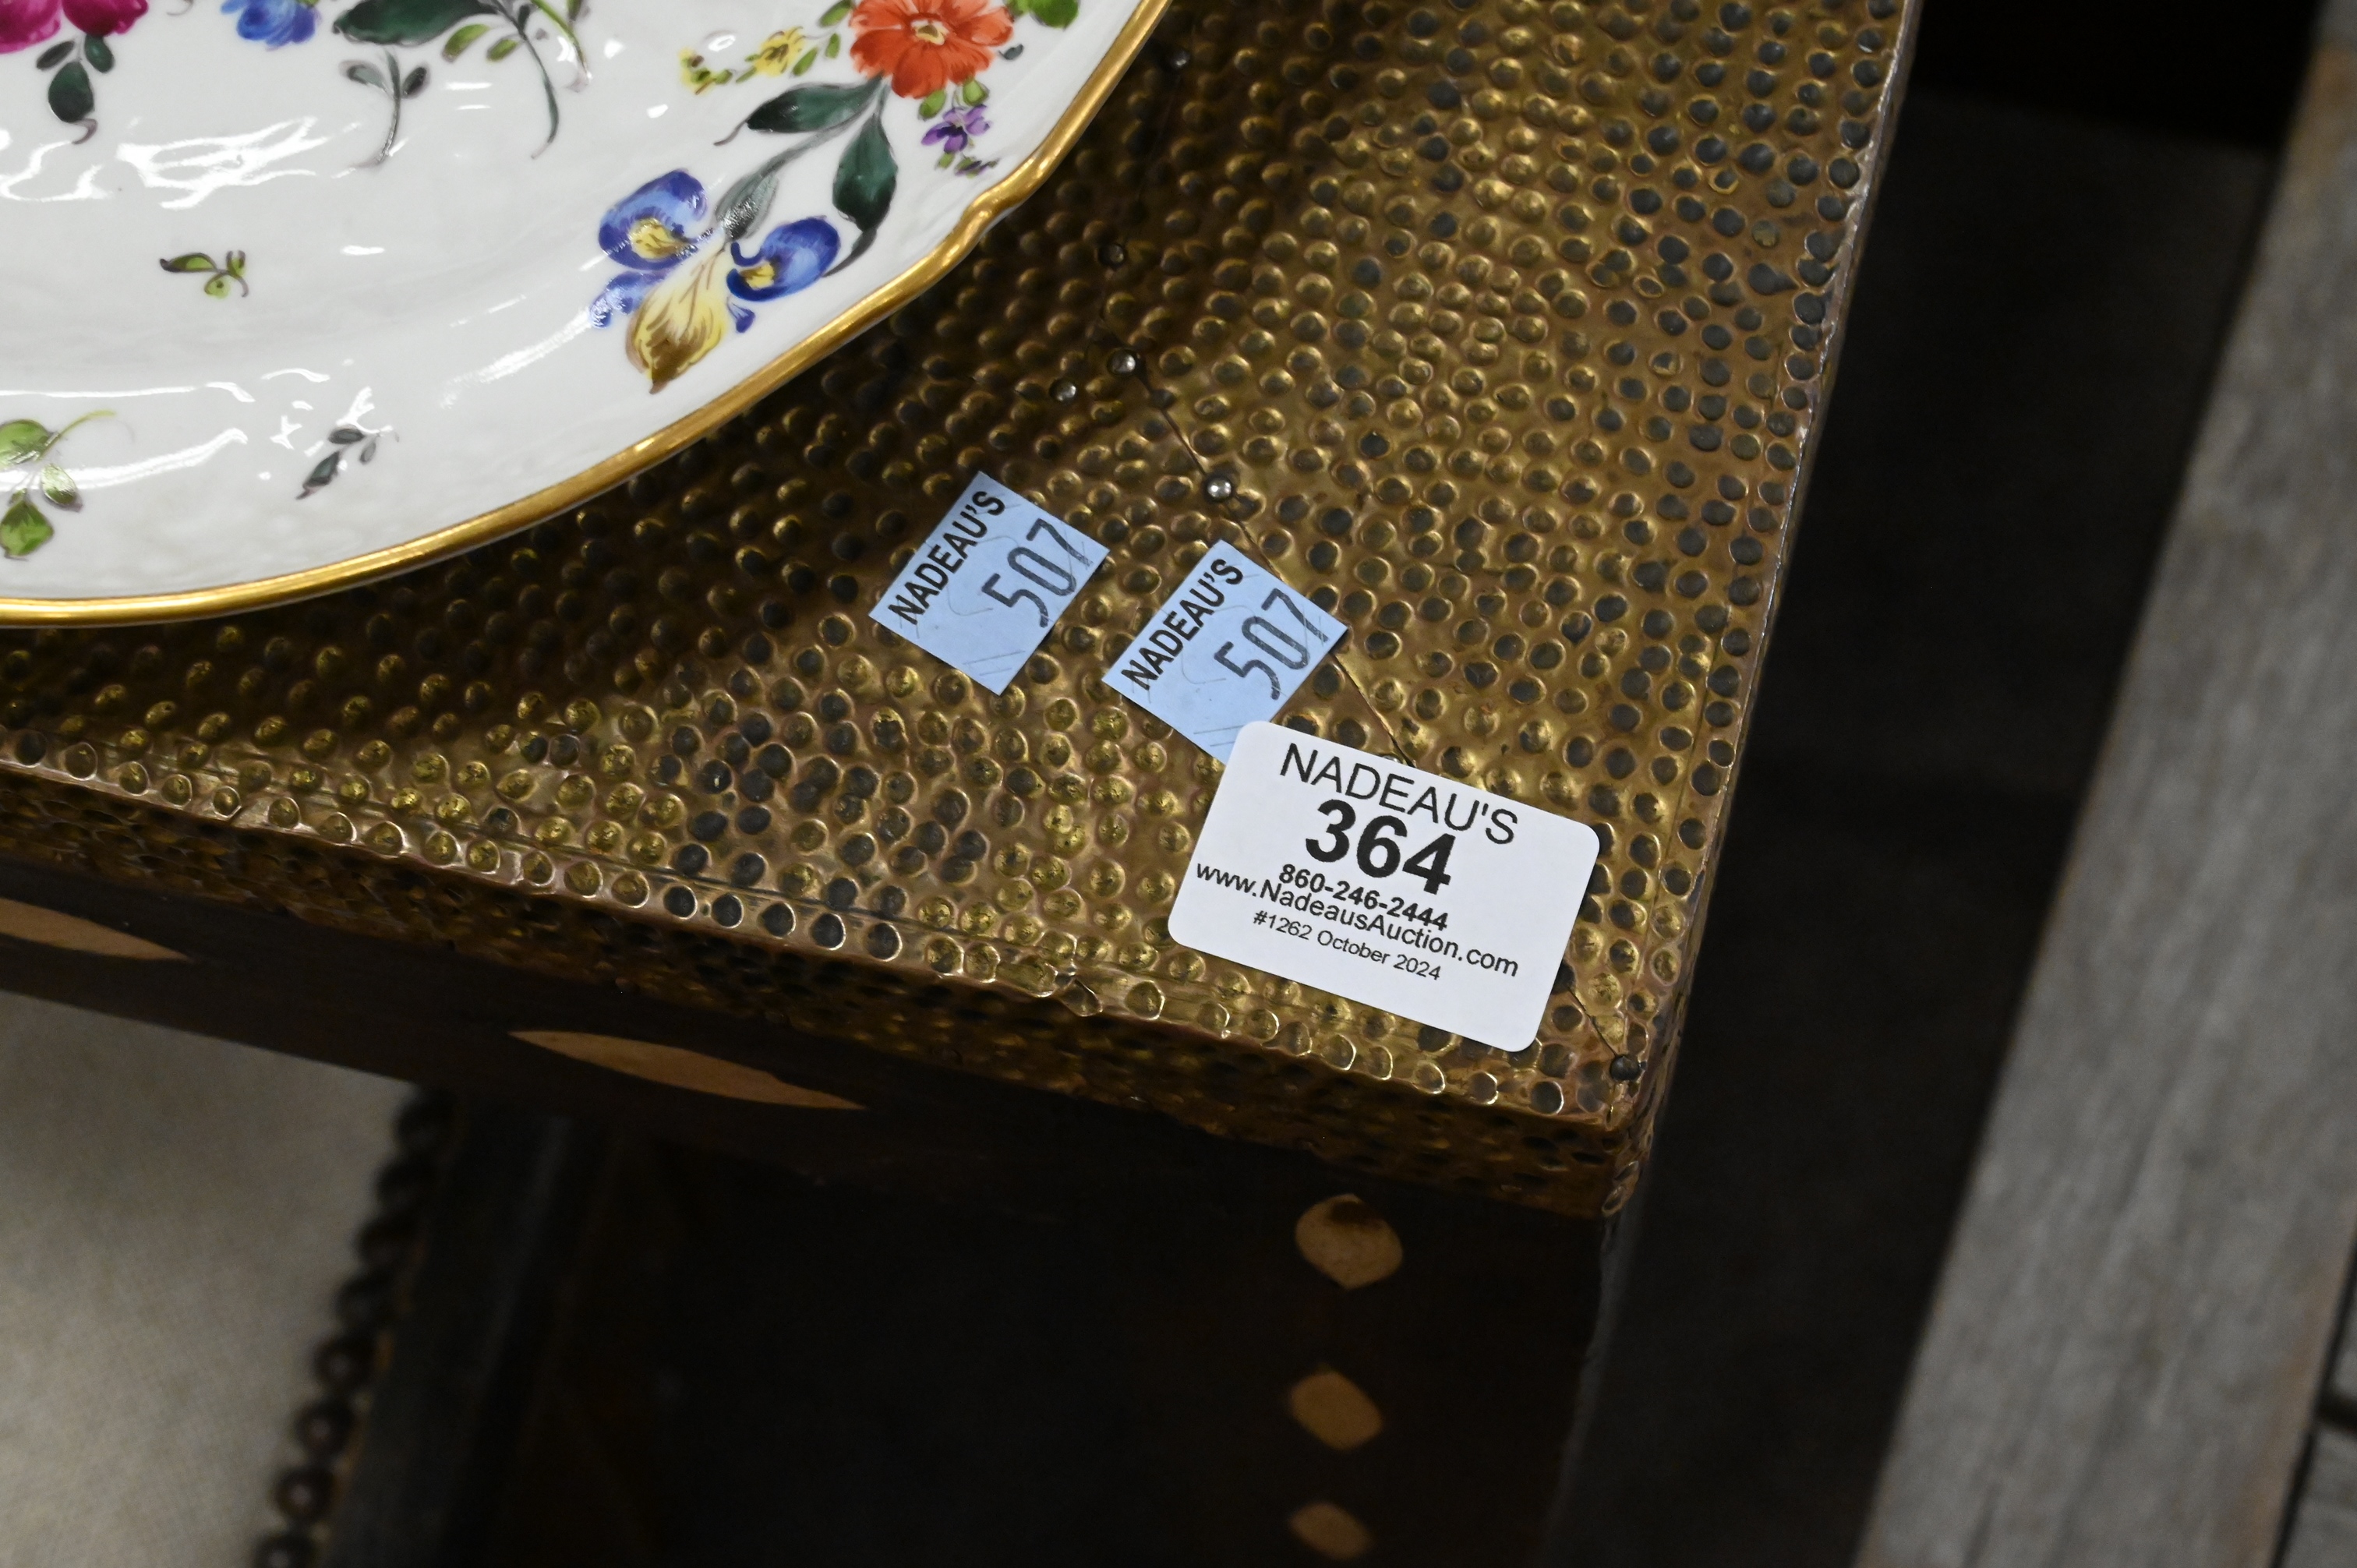 NADEAU'S
507
NADEAU'S
507
NADEAU'S
364
860-246-2444
www.NadeausAuction.com
#1262 October 2024